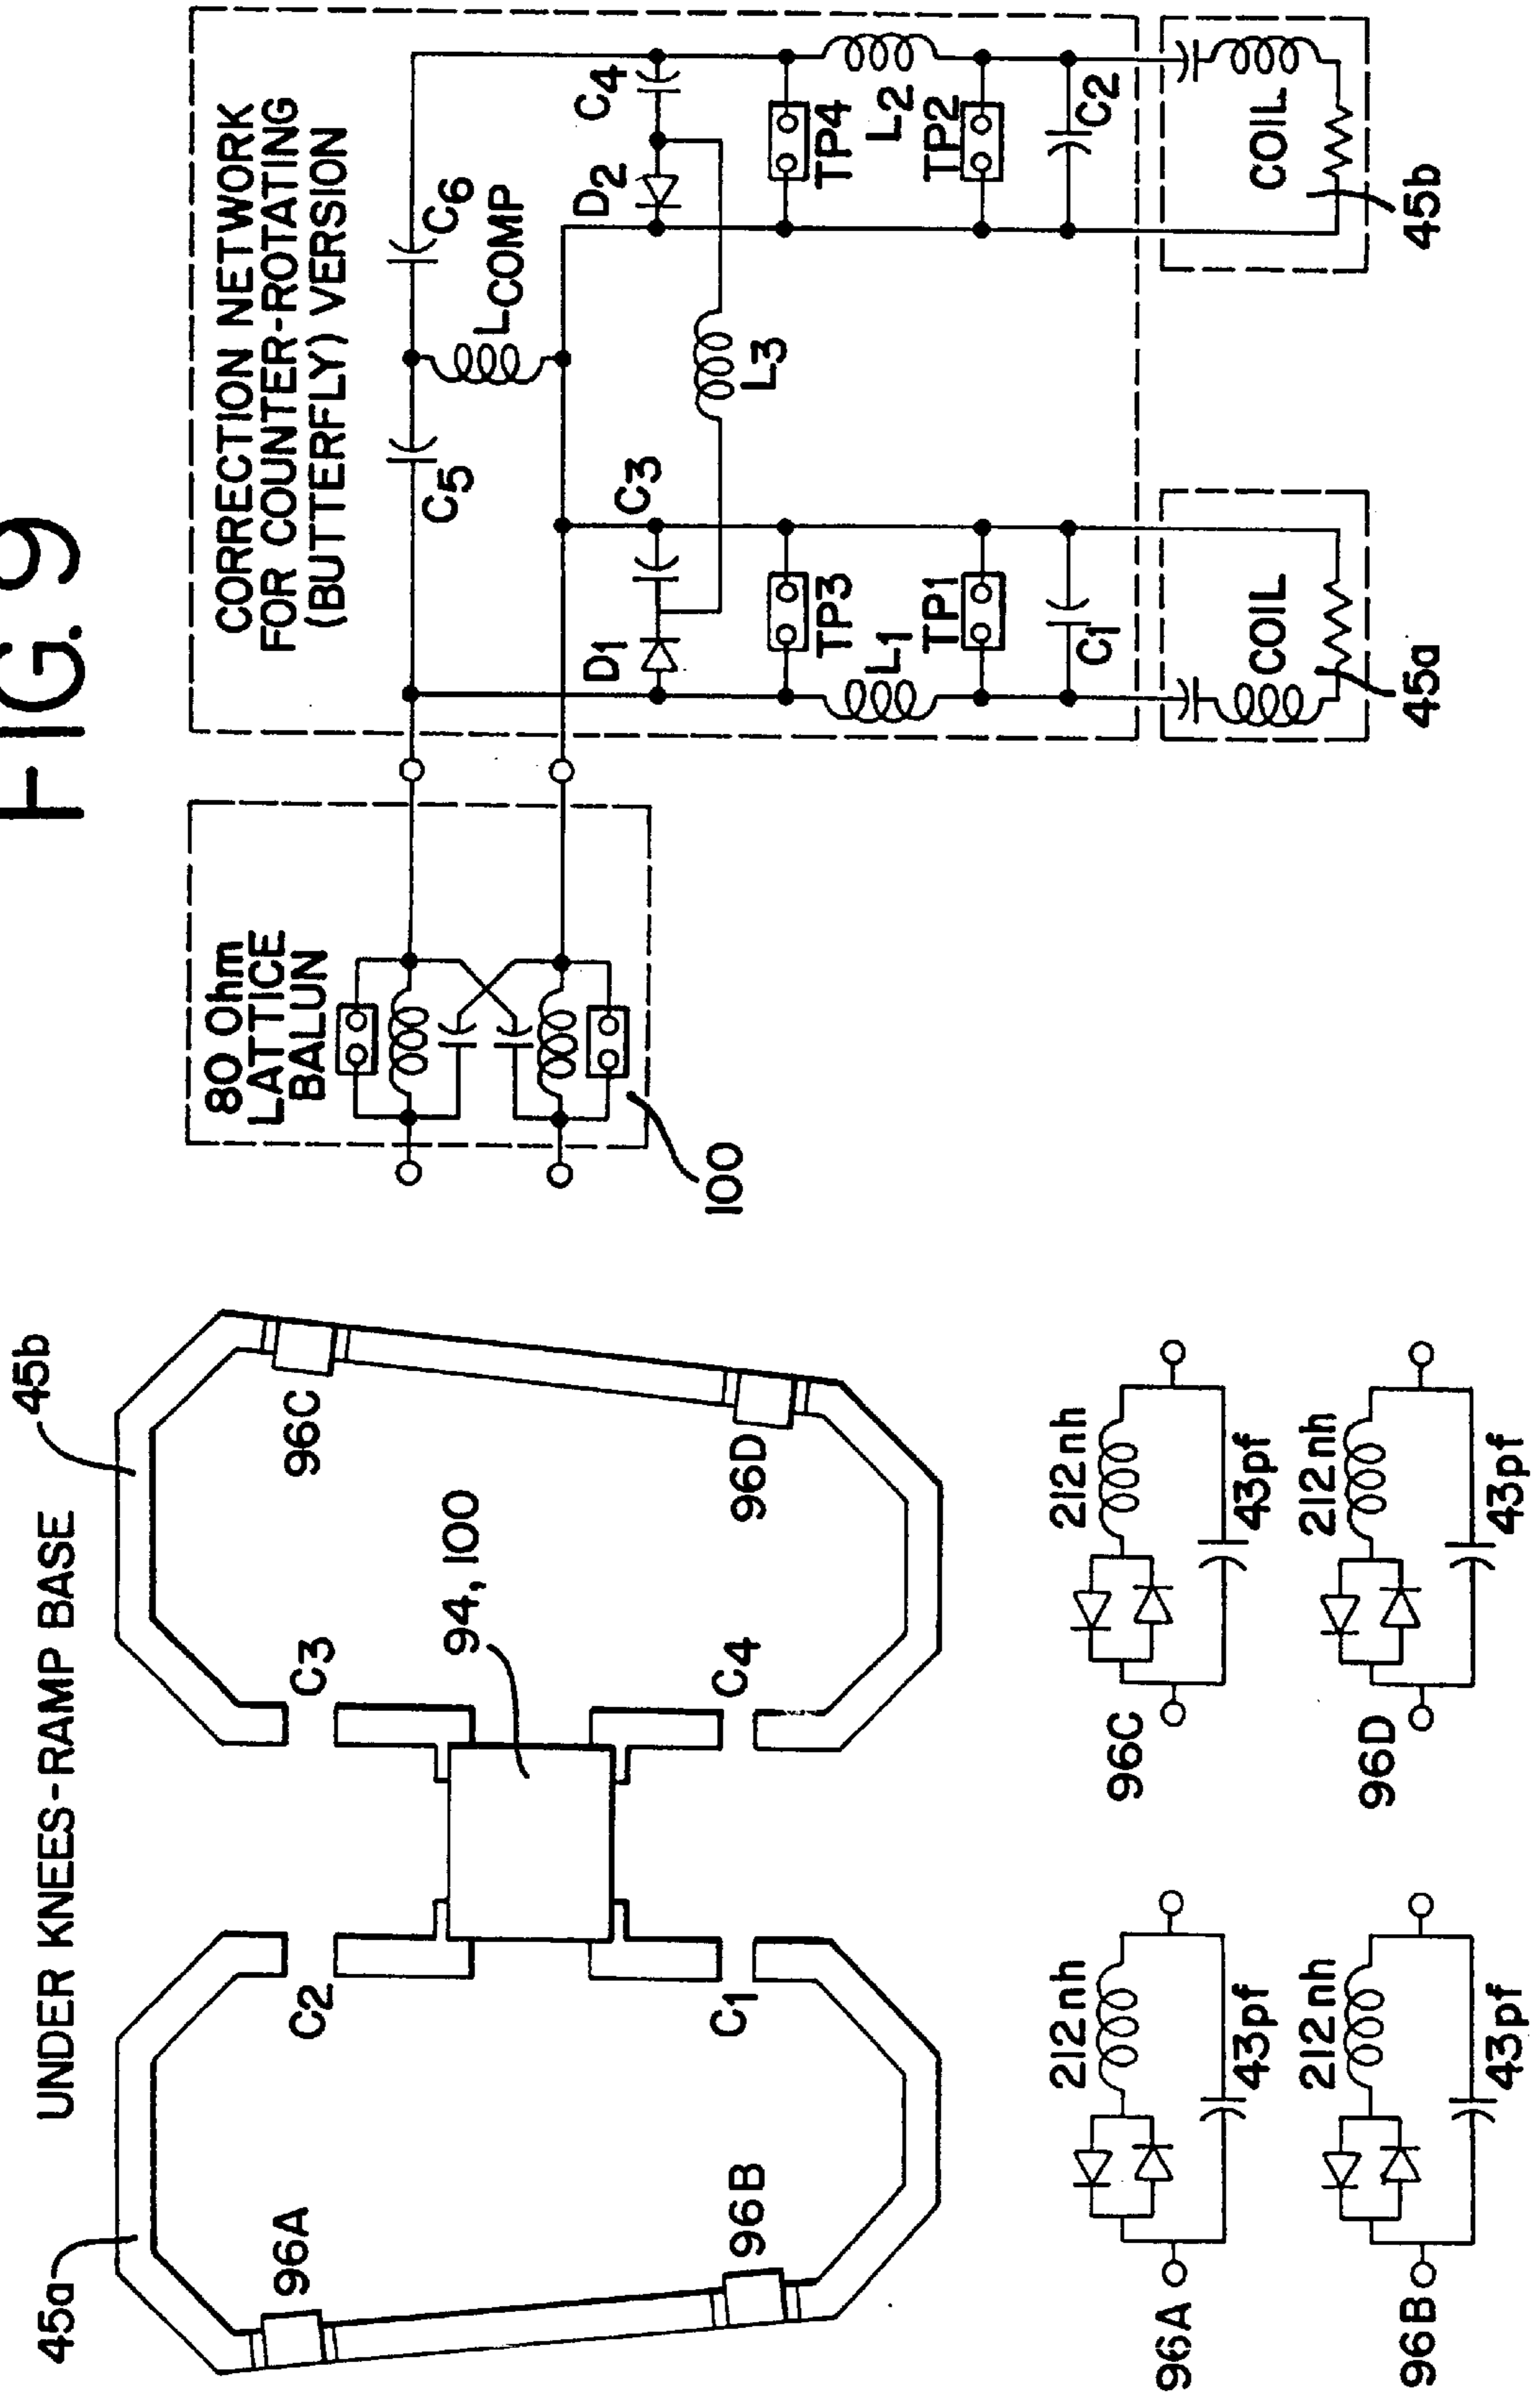 FIG. 9
UNDER KNEES-RAMP BASE
45a
45b
96A
96B
C2
C1
94, 100
C3
C4
96C
96D
96A
212nh
43pf
96B
212nh
43pf
96C
212nh
43pf
96D
212nh
43pf
80 Ohm
LATTICE
BALUN
100
CORRECTION NETWORK
FOR COUNTER-ROTATING
(BUTTERFLY) VERSION
C5
C6
LCOMP
D1
C3
D2
C4
L3
TP3
TP4
L1
L2
TP1
TP2
C1
C2
COIL
COIL
45a
45b